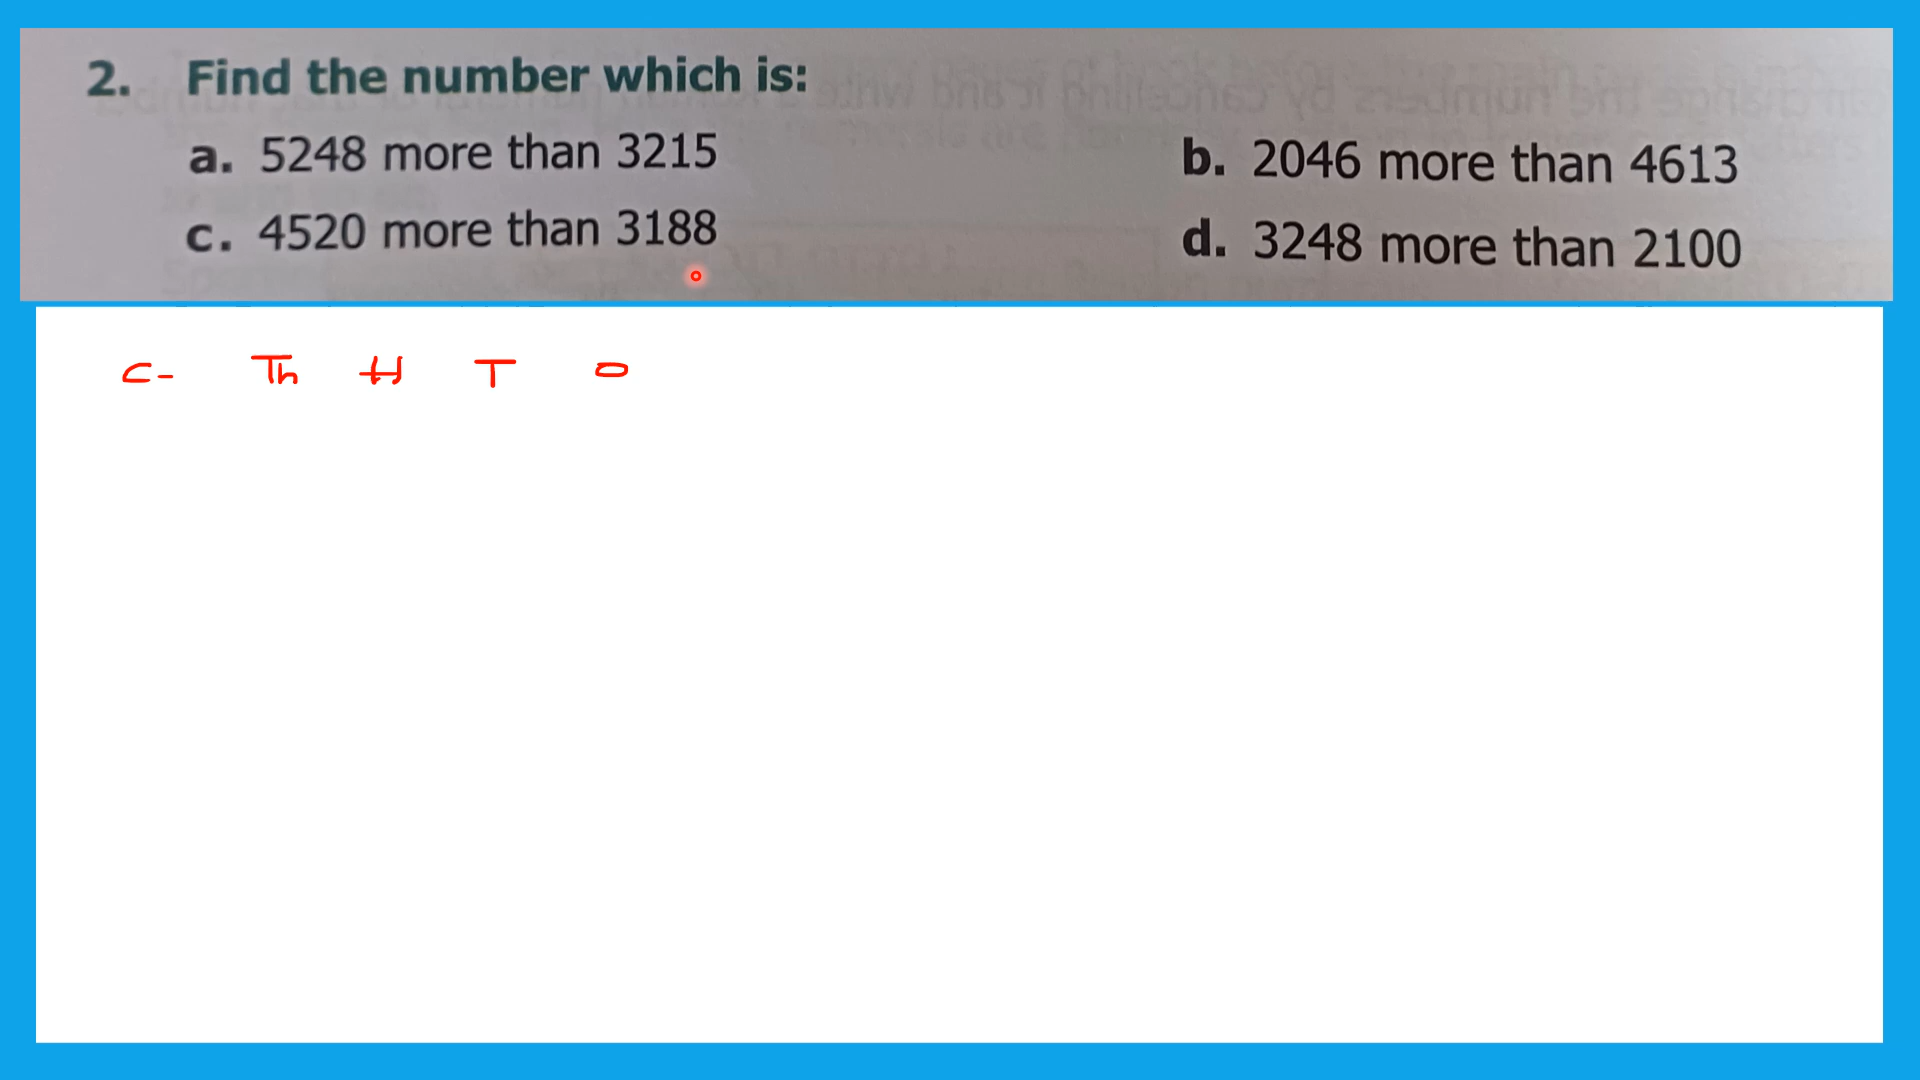 2. Find the number which is:
a. 5248 more than 3215
b. 2046 more than 4613
c. 4520 more than 3188
d. 3248 more than 2100
c- Th H T O